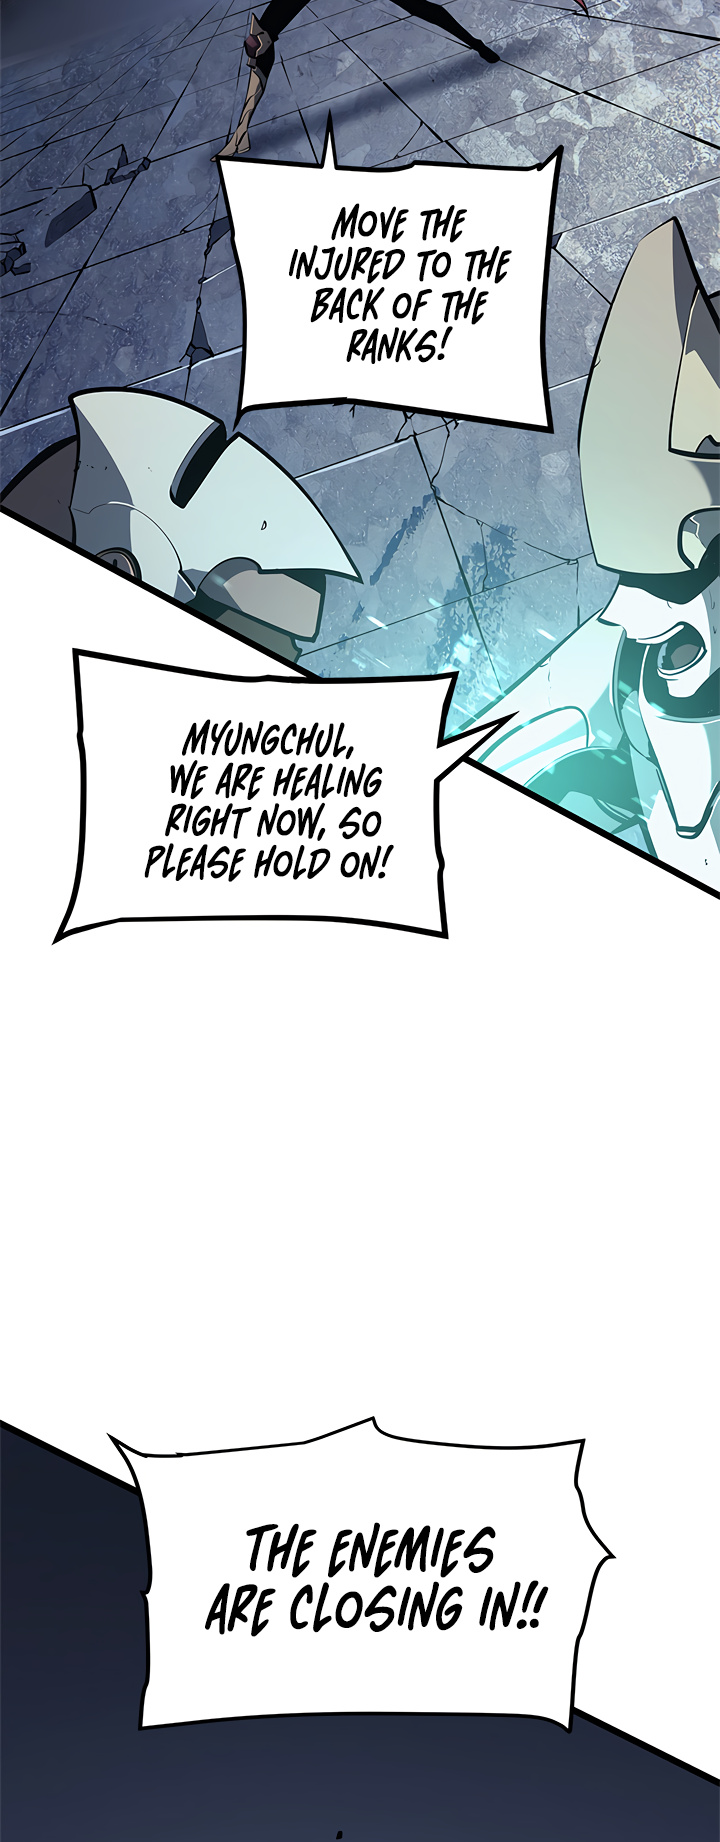 MOVE THE
INJURED TO THE
BACK OF THE
RANKS!
MYUNGCHUL,
WE ARE HEALING
RIGHT NOW, SO
PLEASE HOLD ON!
THE ENEMIES
ARE CLOSING IN!!